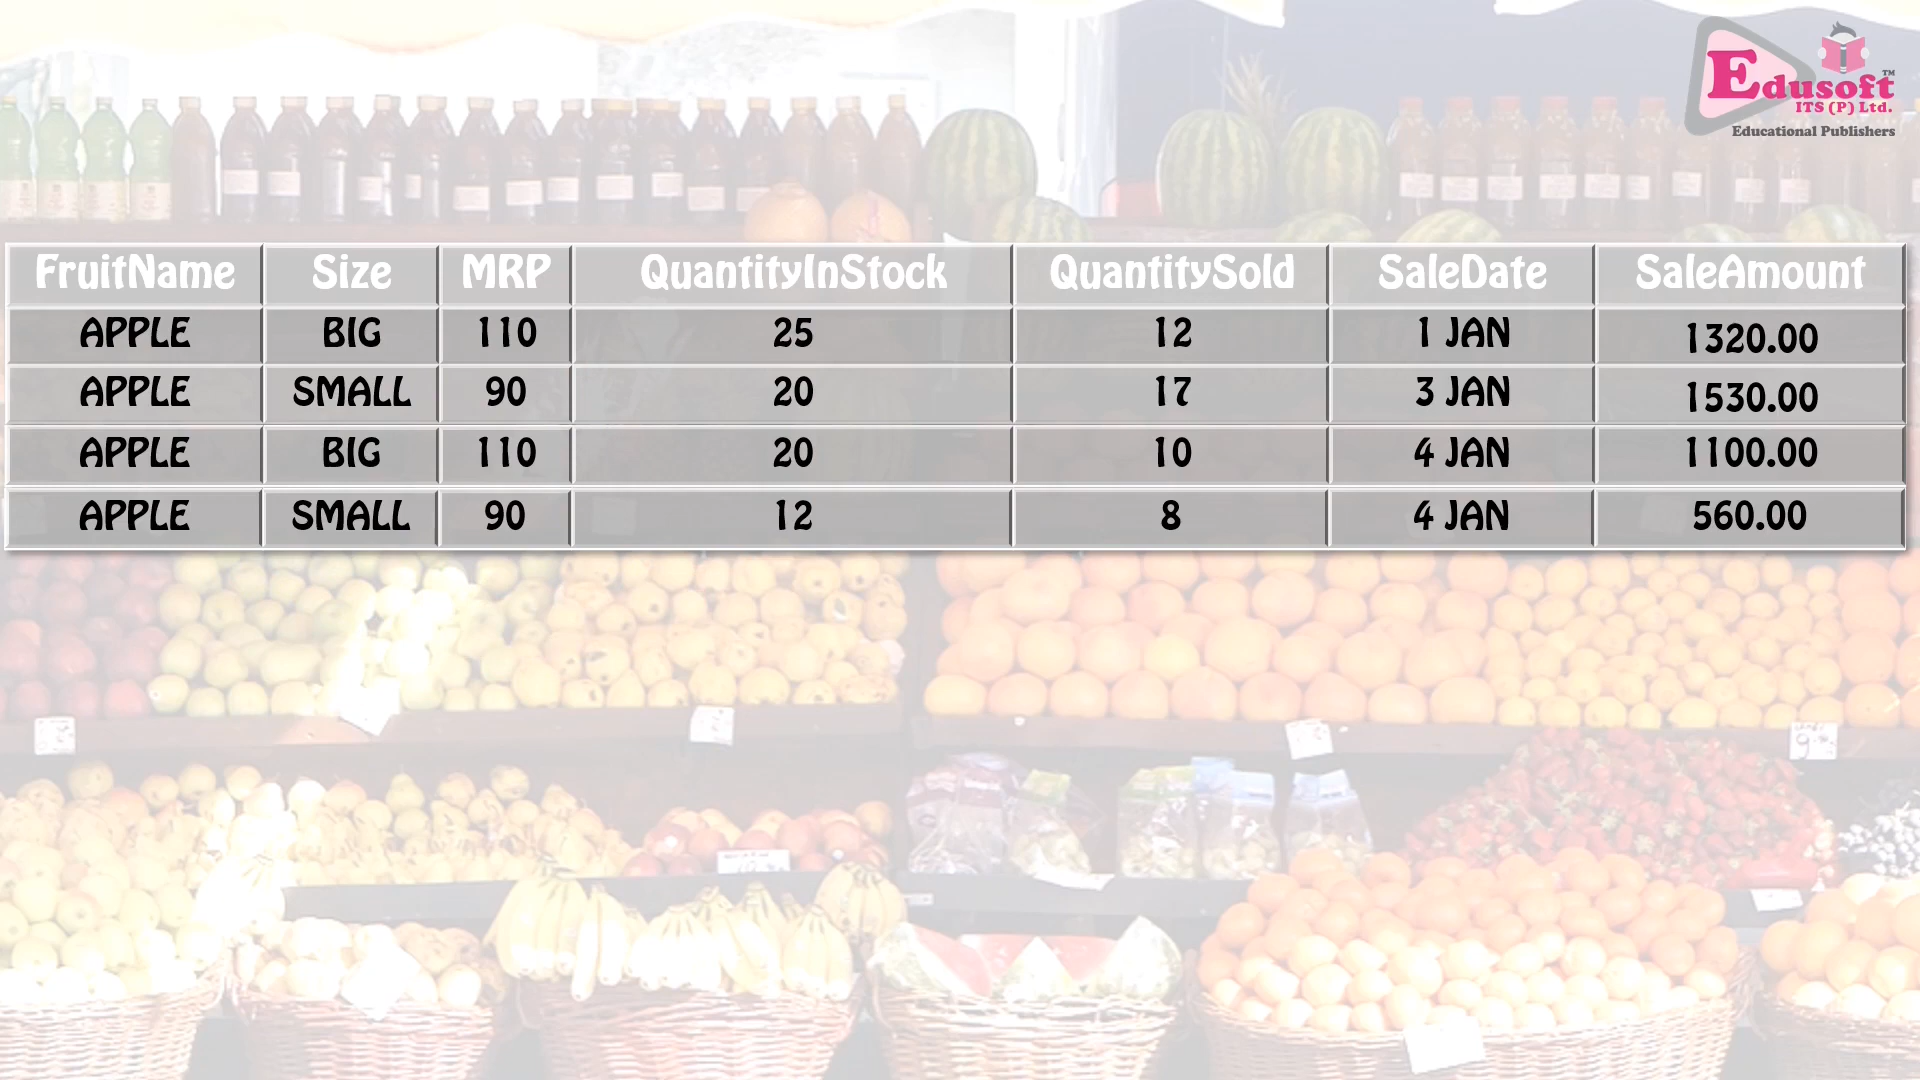 Edusoft™
ITS (P) Ltd.
Educational Publishers
FruitName Size MRP QuantityInStock QuantitySold SaleDate SaleAmount
APPLE BIG 110 25 12 1 JAN 1320.00
APPLE SMALL 90 20 17 3 JAN 1530.00
APPLE BIG 110 20 10 4 JAN 1100.00
APPLE SMALL 90 12 8 4 JAN 560.00